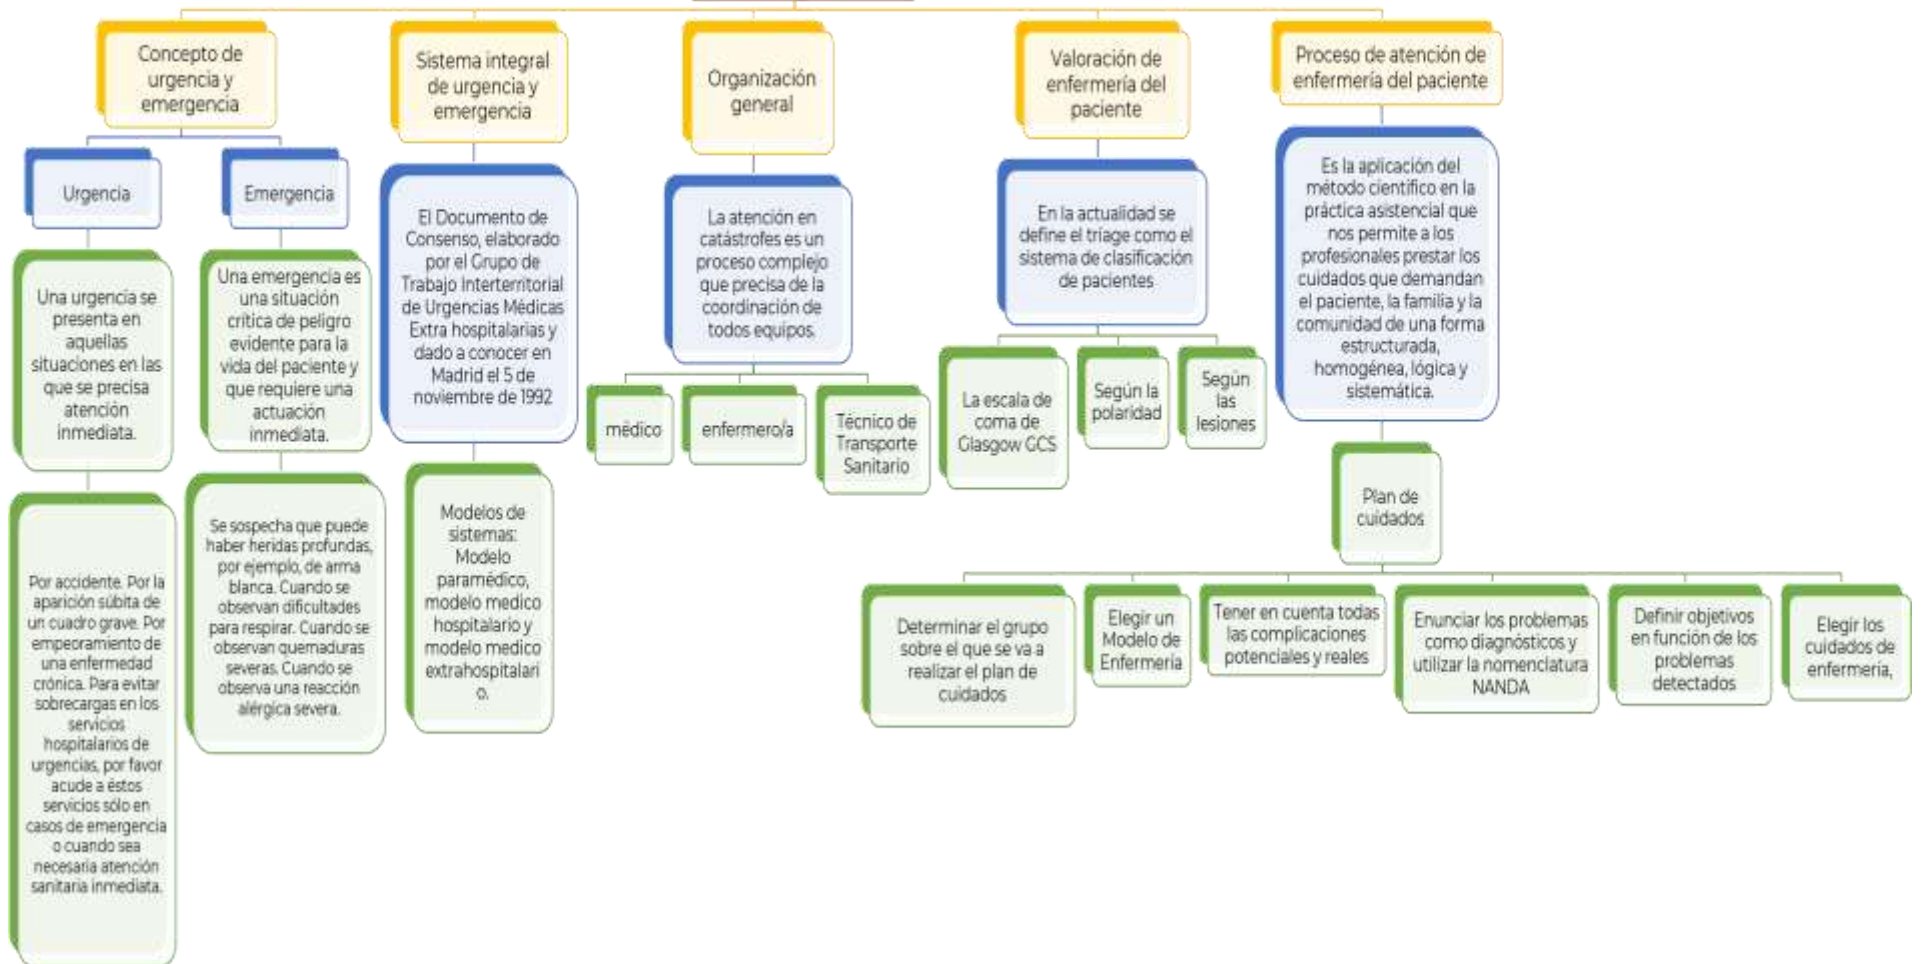 Concepto de
urgencia y
emergencia
Urgencia
Una urgencia se
presenta en
aquellas
situaciones en las
que se precisa
atención
inmediata.
Por accidente. Por la
aparición súbita de
un cuadro grave. Por
empeoramiento de
una enfermedad
crónica. Para evitar
sobrecargas en los
servicios
hospitalarios de
urgencias, por favor
acude a éstos
servicios sólo en
casos de emergencia
o cuando sea
necesaria atención
sanitaria inmediata.
Emergencia
Una emergencia es
una situación
crítica de peligro
evidente para la
vida del paciente y
que requiere una
actuación
inmediata.
Se sospecha que puede
haber heridas profundas,
por ejemplo, de arma
blanca. Cuando se
observan dificultades
para respirar. Cuando se
observan quemaduras
severas. Cuando se
observa una reacción
alérgica severa.
Sistema integral
de urgencia y
emergencia
El Documento de
Consenso, elaborado
por el Grupo de
Trabajo Interterritorial
de Urgencias Médicas
Extra hospitalarias y
dado a conocer en
Madrid el 5 de
noviembre de 1992
Modelos de
sistemas:
Modelo
paramédico,
modelo medico
hospitalario y
modelo medico
extrahospitalari
o.
Organización
general
La atención en
catástrofes es un
proceso complejo
que precisa de la
coordinación de
todos equipos.
médico
enfermero/a
Técnico de
Transporte
Sanitario
Valoración de
enfermería del
paciente
En la actualidad se
define el triage como el
sistema de clasificación
de pacientes
La escala de
coma de
Glasgow GCS
Según la
polaridad
Según
las
lesiones
Proceso de atención de
enfermería del paciente
Es la aplicación del
método científico en la
práctica asistencial que
nos permite a los
profesionales prestar los
cuidados que demandan
el paciente, la familia y la
comunidad de una forma
estructurada,
homogénea, lógica y
sistemática.
Plan de
cuidados
Determinar el grupo
sobre el que se va a
realizar el plan de
cuidados
Elegir un
Modelo de
Enfermería
Tener en cuenta todas
las complicaciones
potenciales y reales
Enunciar los problemas
como diagnósticos y
utilizar la nomenclatura
NANDA
Definir objetivos
en función de los
problemas
detectados
Elegir los
cuidados de
enfermería,